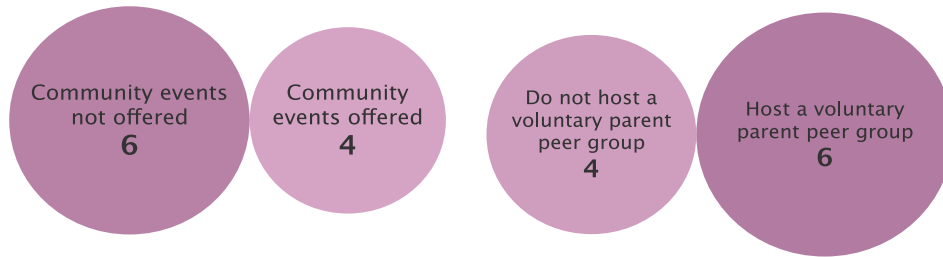 Community events
not offered
6
Community
events offered
4
Do not host a
voluntary parent
peer group
4
Host a voluntary
parent peer group
6